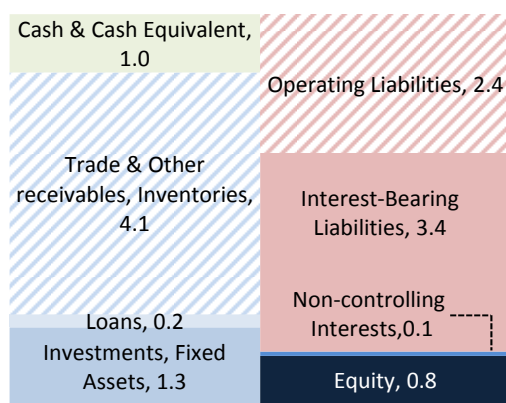 Cash & Cash Equivalent,
1.0
Trade & Other
receivables, Inventories,
4.1
Loans, 0.2
Investments, Fixed
Assets, 1.3
Operating Liabilities, 2.4
Interest-Bearing
Liabilities, 3.4
Non-controlling
Interests,0.1
Equity, 0.8